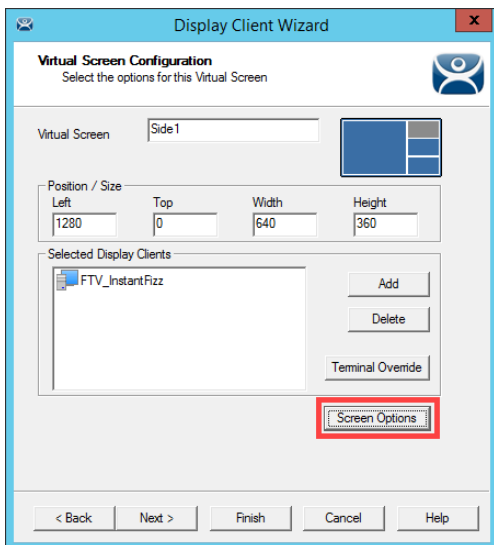 Display Client Wizard
x
Virtual Screen Configuration
Select the options for this Virtual Screen
Virtual Screen
Side1
Position / Size
Left Top Width Height
1280 0 640 360
Selected Display Clients
FTV_InstantFizz
Add
Delete
Terminal Override
Screen Options
< Back Next > Finish Cancel Help